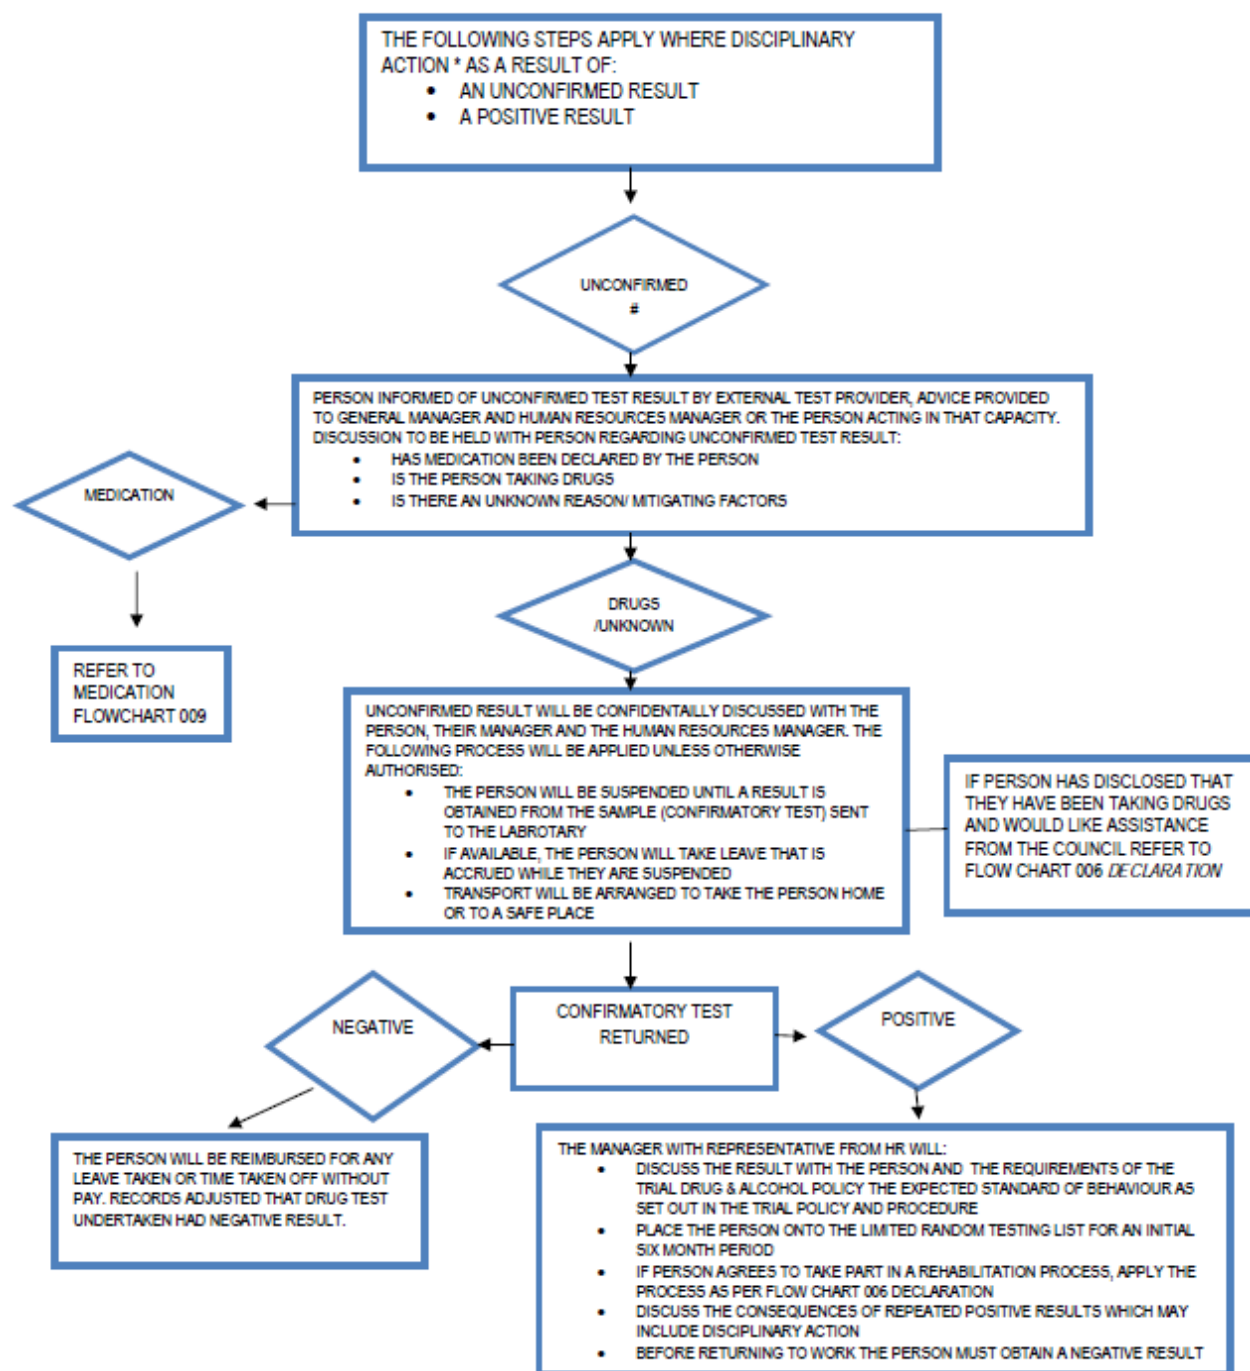 THE FOLLOWING STEPS APPLY WHERE DISCIPLINARY
ACTION * AS A RESULT OF:
• AN UNCONFIRMED RESULT
• A POSITIVE RESULT
UNCONFIRMED
#
PERSON INFORMED OF UNCONFIRMED TEST RESULT BY EXTERNAL TEST PROVIDER, ADVICE PROVIDED
TO GENERAL MANAGER AND HUMAN RESOURCES MANAGER OR THE PERSON ACTING IN THAT CAPACITY.
DISCUSSION TO BE HELD WITH PERSON REGARDING UNCONFIRMED TEST RESULT:
• HAS MEDICATION BEEN DECLARED BY THE PERSON
• IS THE PERSON TAKING DRUGS
• IS THERE AN UNKNOWN REASON/ MITIGATING FACTORS
MEDICATION
REFER TO
MEDICATION
FLOWCHART 009
DRUGS
/UNKNOWN
UNCONFIRMED RESULT WILL BE CONFIDENTAILLY DISCUSSED WITH THE
PERSON, THEIR MANAGER AND THE HUMAN RESOURCES MANAGER. THE
FOLLOWING PROCESS WILL BE APPLIED UNLESS OTHERWISE
AUTHORISED:
• THE PERSON WILL BE SUSPENDED UNTIL A RESULT IS
OBTAINED FROM THE SAMPLE (CONFIRMATORY TEST) SENT
TO THE LABROTARY
• IF AVAILABLE, THE PERSON WILL TAKE LEAVE THAT IS
ACCRUED WHILE THEY ARE SUSPENDED
• TRANSPORT WILL BE ARRANGED TO TAKE THE PERSON HOME
OR TO A SAFE PLACE
IF PERSON HAS DISCLOSED THAT
THEY HAVE BEEN TAKING DRUGS
AND WOULD LIKE ASSISTANCE
FROM THE COUNCIL REFER TO
FLOW CHART 006 DECLARATION
CONFIRMATORY TEST
RETURNED
NEGATIVE
POSITIVE
THE PERSON WILL BE REIMBURSED FOR ANY
LEAVE TAKEN OR TIME TAKEN OFF WITHOUT
PAY. RECORDS ADJUSTED THAT DRUG TEST
UNDERTAKEN HAD NEGATIVE RESULT.
THE MANAGER WITH REPRESENTATIVE FROM HR WILL:
• DISCUSS THE RESULT WITH THE PERSON AND THE REQUIREMENTS OF THE
TRIAL DRUG & ALCOHOL POLICY THE EXPECTED STANDARD OF BEHAVIOUR AS
SET OUT IN THE TRIAL POLICY AND PROCEDURE
• PLACE THE PERSON ONTO THE LIMITED RANDOM TESTING LIST FOR AN INITIAL
SIX MONTH PERIOD
• IF PERSON AGREES TO TAKE PART IN A REHABILITATION PROCESS, APPLY THE
PROCESS AS PER FLOW CHART 006 DECLARATION
• DISCUSS THE CONSEQUENCES OF REPEATED POSITIVE RESULTS WHICH MAY
INCLUDE DISCIPLINARY ACTION
• BEFORE RETURNING TO WORK THE PERSON MUST OBTAIN A NEGATIVE RESULT